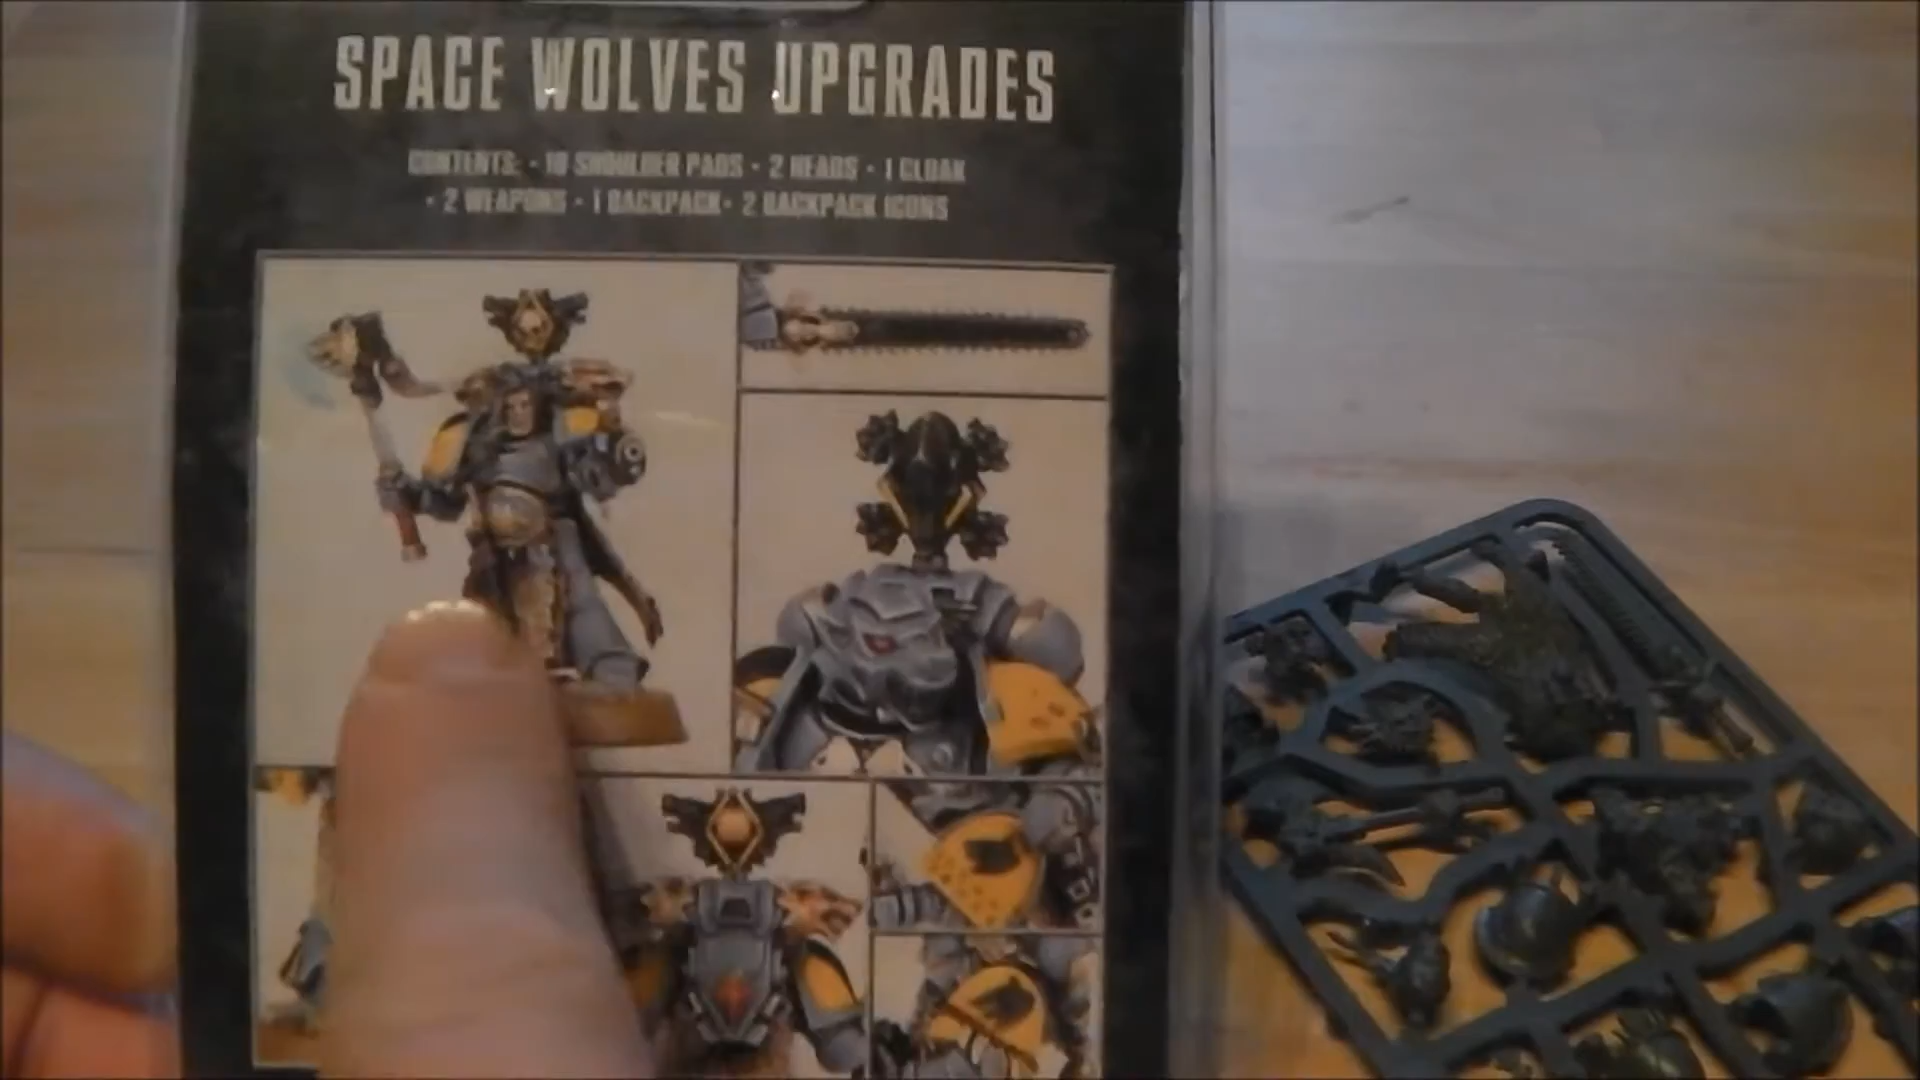 SPACE WOLVES UPGRADES
CONTENTS: • 10 SHOULDER PADS • 2 HEADS • 1 CLOAK
• 2 WEAPONS • 1 BACKPACK • 2 BACKPACK ICONS